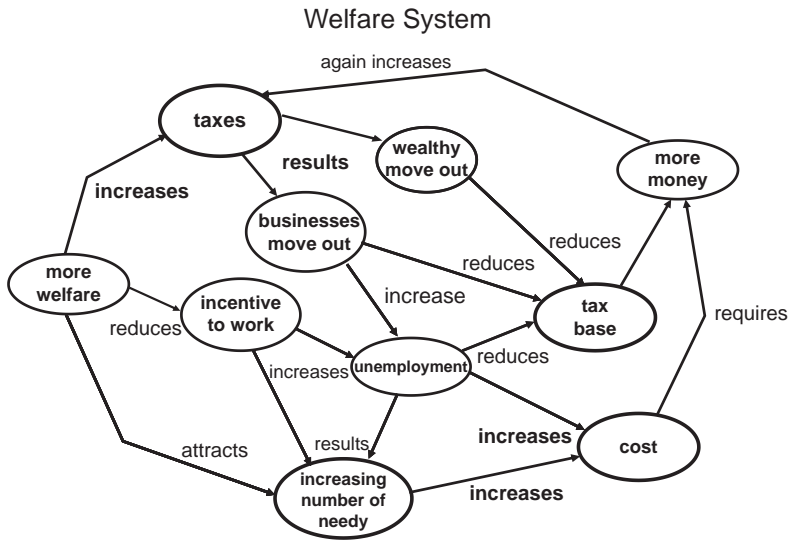 Welfare System
again increases
taxes
wealthy
move out
more
money
results
increases
businesses
move out
reduces
reduces
more
welfare
incentive
to work
increase
tax
base
requires
reduces
unemployment
reduces
increases
increases
cost
attracts
results
increasing
number of
needy
increases